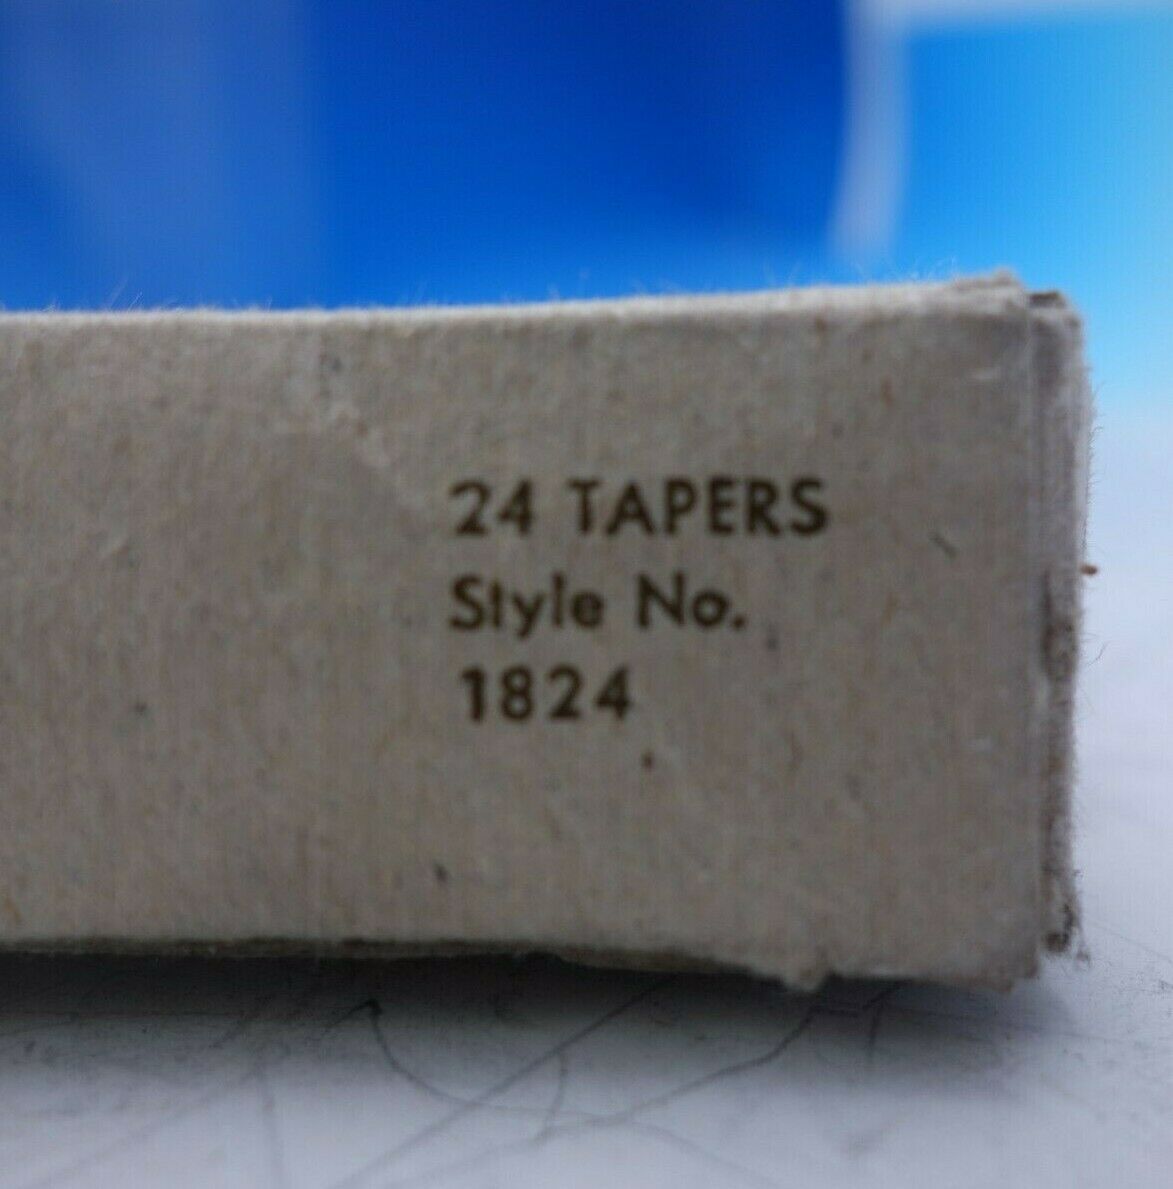 24 TAPERS
Style No.
1824